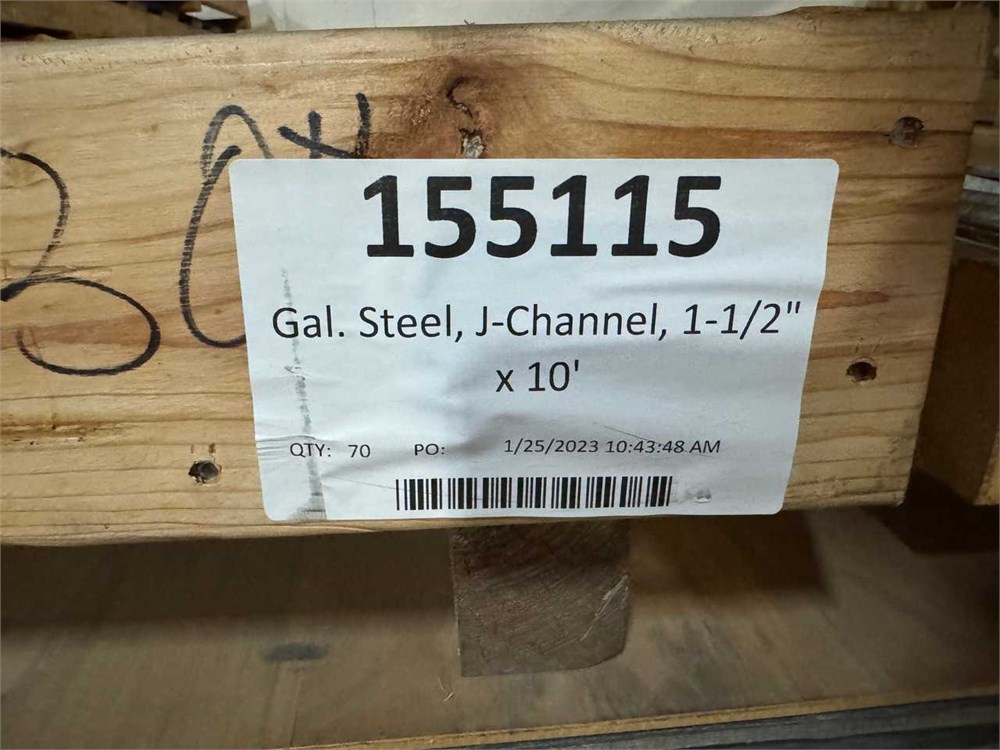 155115
Gal. Steel, J-Channel, 1-1/2"
x 10'
QTY: 70 PO: 1/25/2023 10:43:48 AM